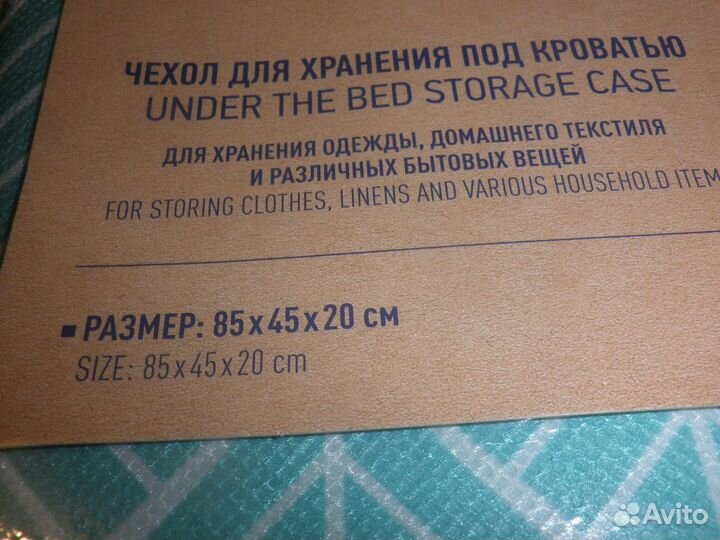 ЧЕХОЛ ДЛЯ ХРАНЕНИЯ ПОД КРОВАТЬЮ
UNDER THE BED STORAGE CASE
ДЛЯ ХРАНЕНИЯ ОДЕЖДЫ, ДОМАШНЕГО ТЕКСТИЛЯ
И РАЗЛИЧНЫХ БЫТОВЫХ ВЕЩЕЙ
FOR STORING CLOTHES, LINENS AND VARIOUS HOUSEHOLD ITEM
▪ РАЗМЕР: 85х45х20 см
SIZE: 85x45x20 cm
Avito